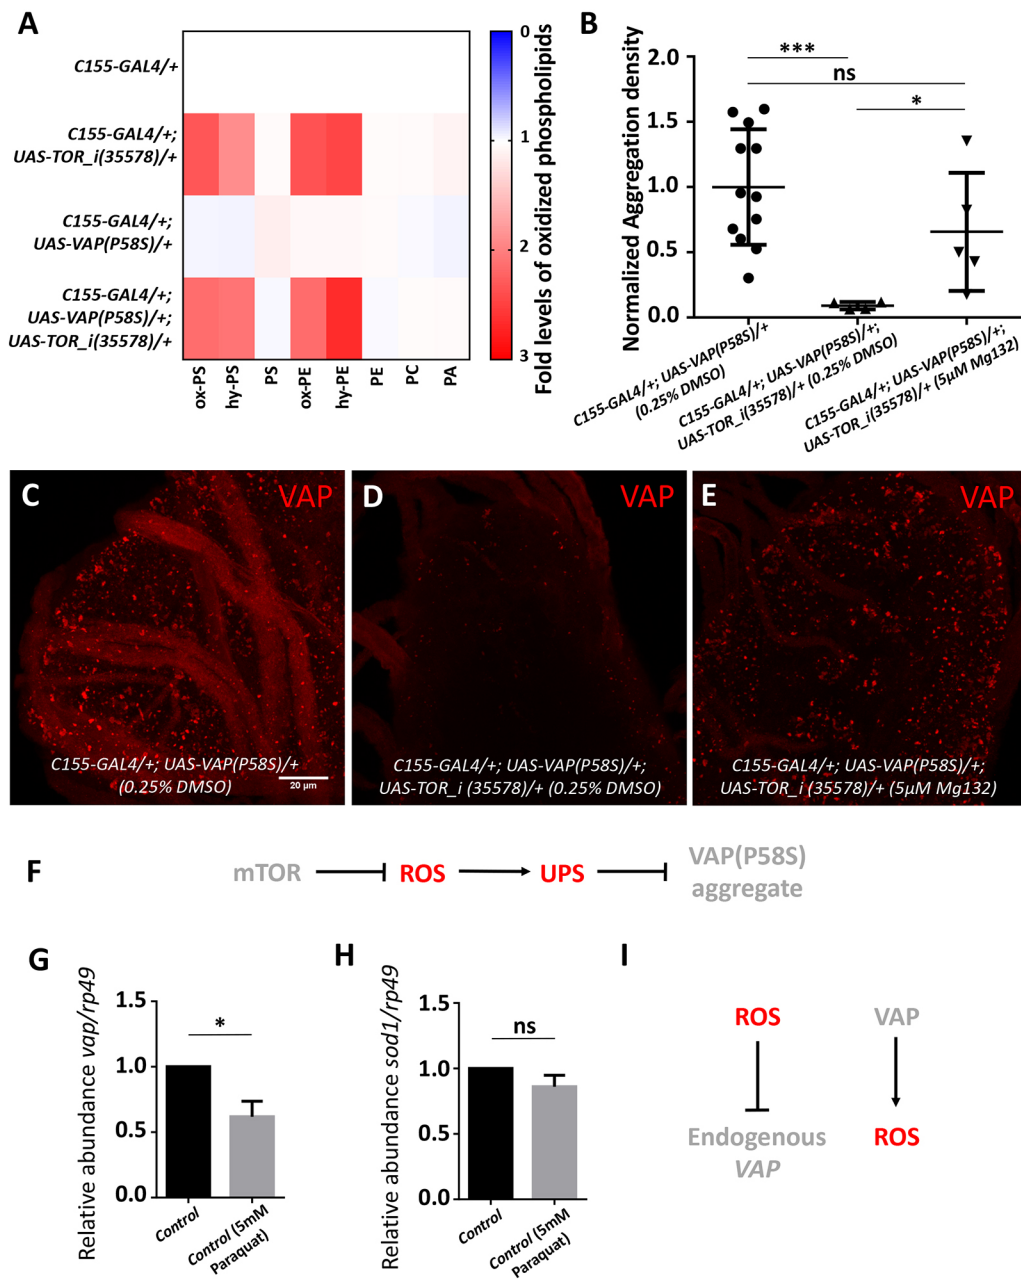 A
C155-GAL4/+
C155-GAL4/+;
UAS-TOR_i(35578)/+
C155-GAL4/+;
UAS-VAP(P58S)/+
C155-GAL4/+;
UAS-VAP(P58S)/+;
UAS-TOR_i(35578)/+
ox-PS
hy-PS
PS
ox-PE
hy-PE
PE
PC
PA
0
1
2
3
Fold levels of oxidized phospholipids
B
Normalized Aggregation density
2.0
1.5
1.0
0.5
0.0
***
ns
*
C155-GAL4/+; UAS-VAP(P58S)/+
(0.25% DMSO)
C155-GAL4/+; UAS-VAP(P58S)/+;
UAS-TOR_i(35578)/+ (0.25% DMSO)
C155-GAL4/+; UAS-VAP(P58S)/+;
UAS-TOR_i(35578)/+ (5μM Mg132)
C
VAP
C155-GAL4/+; UAS-VAP(P58S)/+
(0.25% DMSO)
20 μm
D
VAP
C155-GAL4/+; UAS-VAP(P58S)/+;
UAS-TOR_i (35578)/+ (0.25% DMSO)
E
VAP
C155-GAL4/+; UAS-VAP(P58S)/+;
UAS-TOR_i (35578)/+ (5μM Mg132)
F
mTOR
ROS
UPS
VAP(P58S)
aggregate
G
Relative abundance vap/rp49
1.5
1.0
0.5
0.0
*
Control
Control (5mM
Paraquat)
H
Relative abundance sod1/rp49
1.5
1.0
0.5
0.0
ns
Control
Control (5mM
Paraquat)
I
ROS
Endogenous
VAP
VAP
ROS